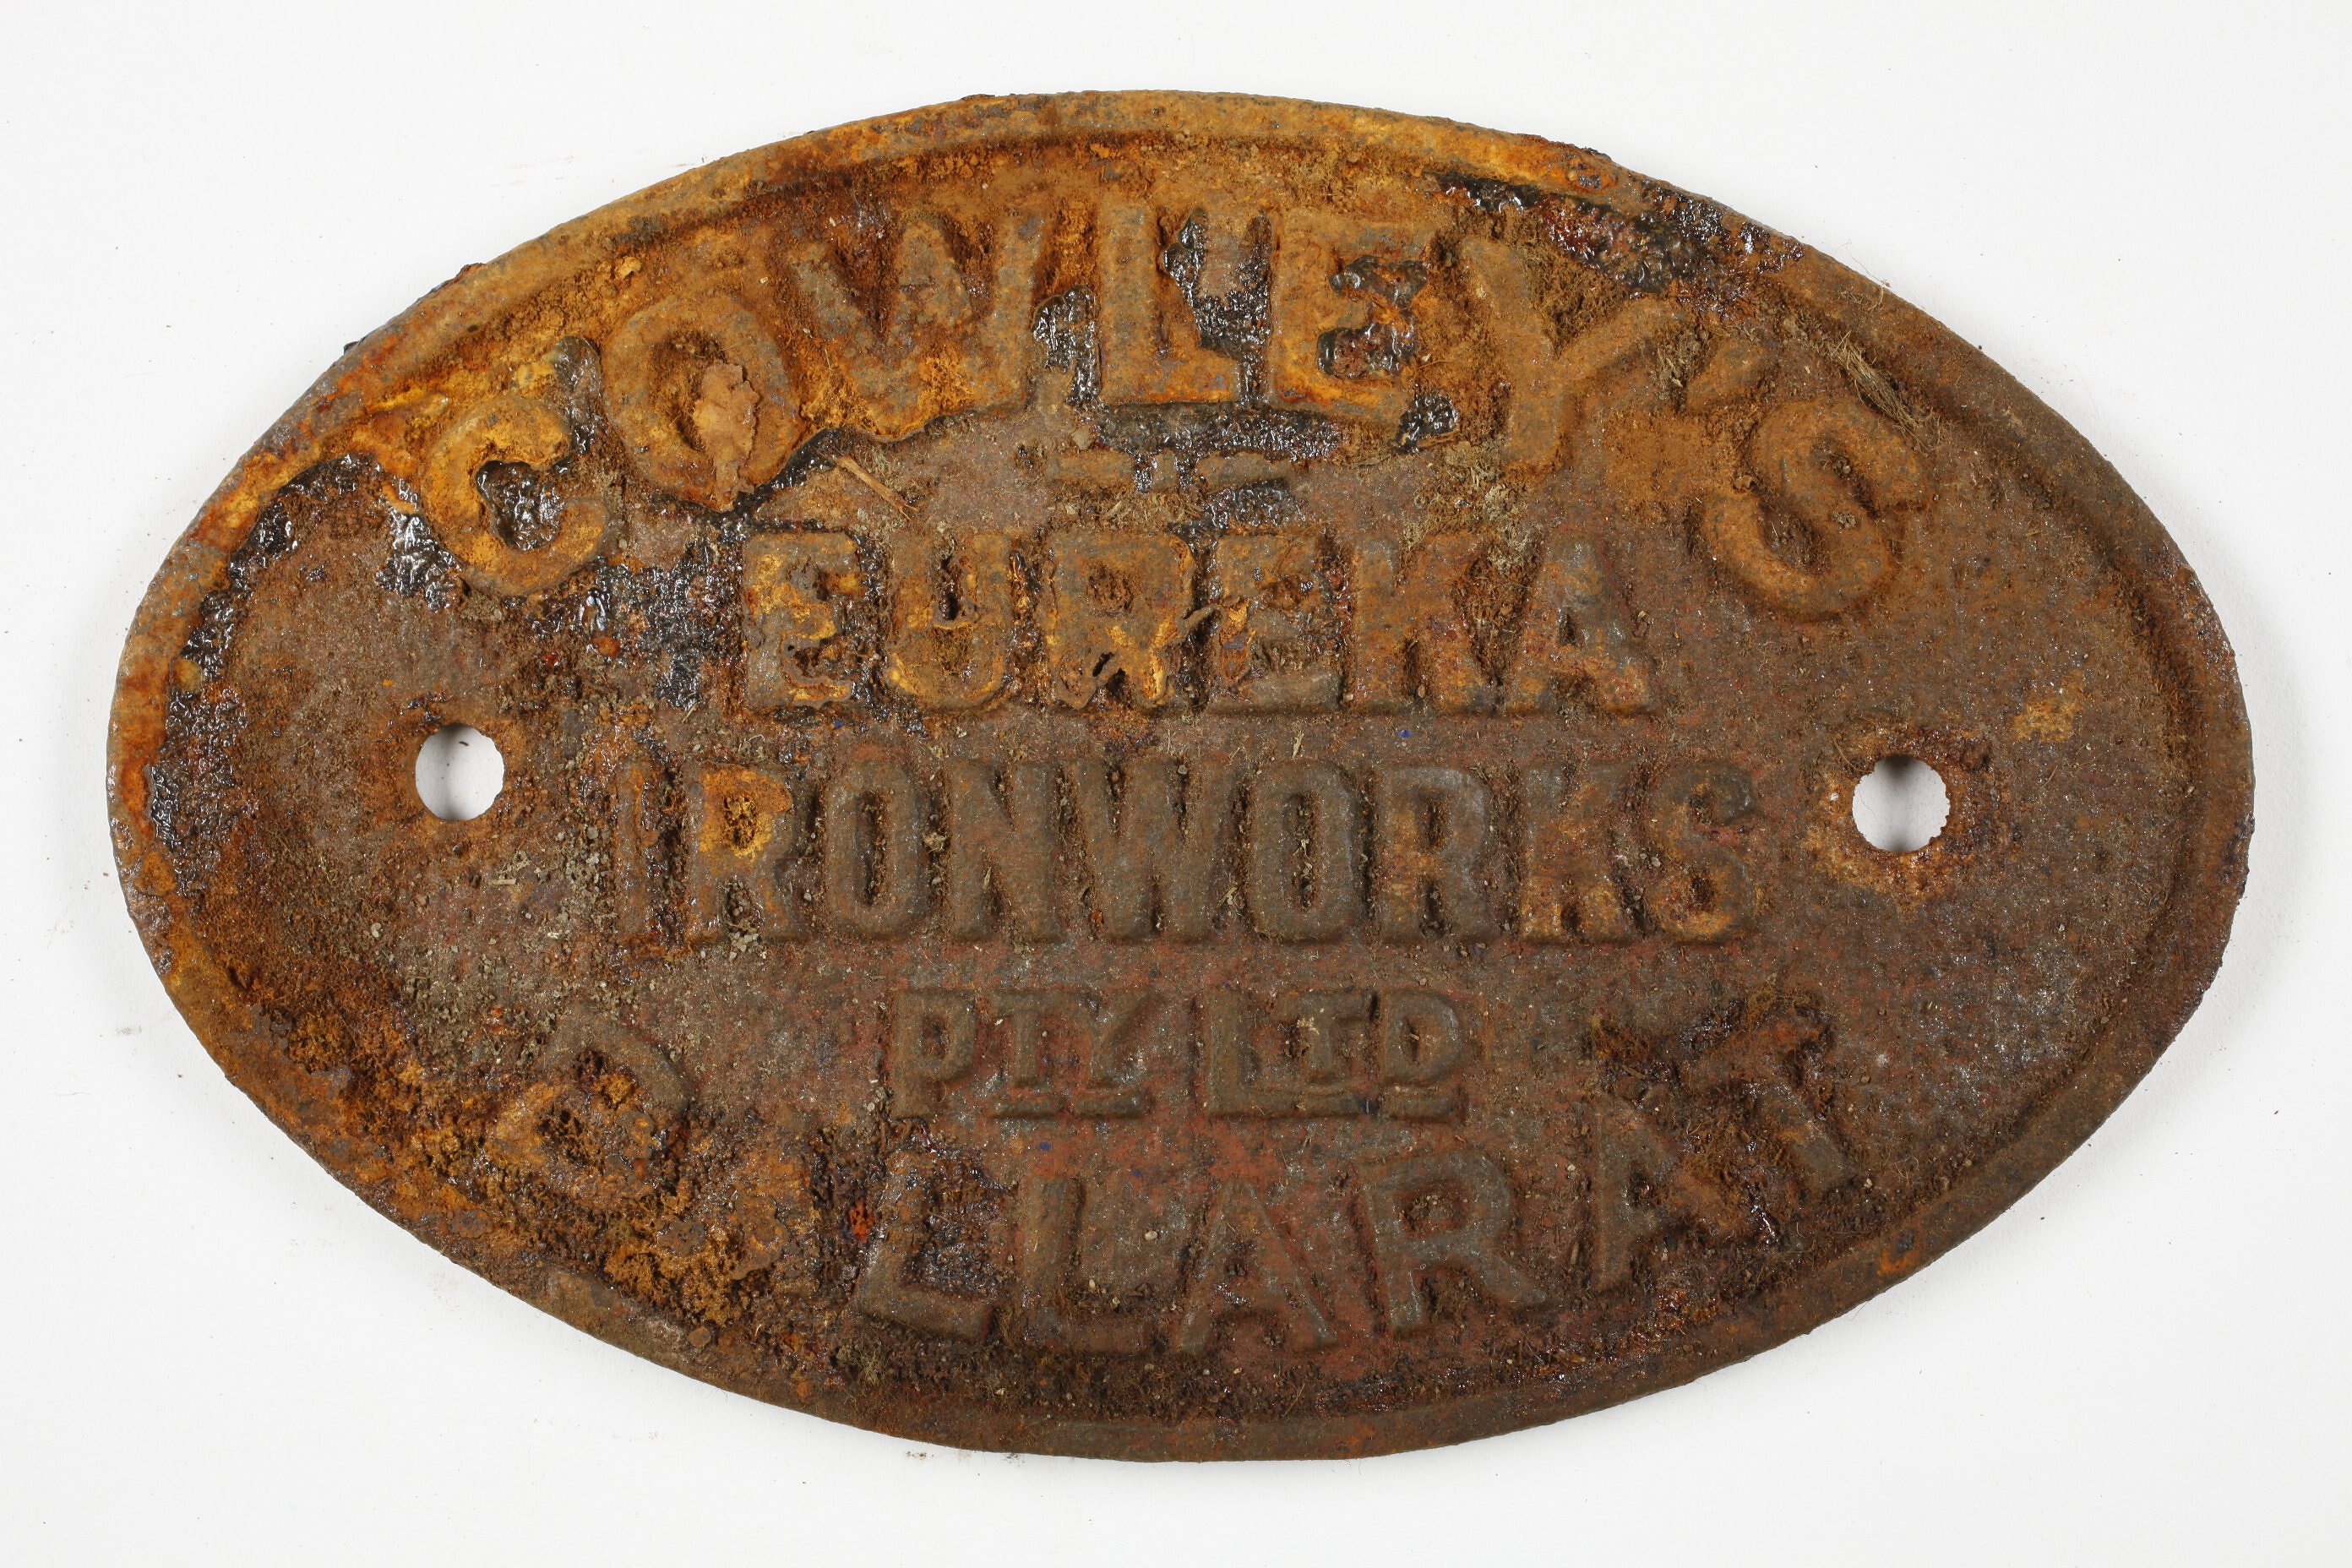 COWLEY'S
EUREKA
IRONWORKS
PTY LTD
BALLARAT